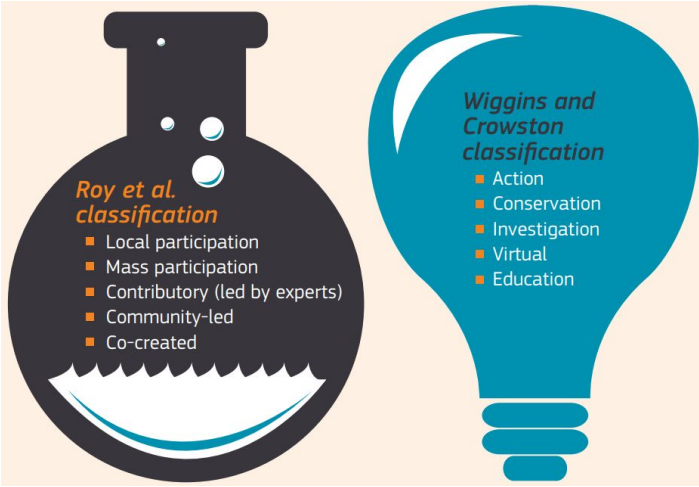 Roy et al.
classification
Local participation
Mass participation
Contributory (led by experts)
Community-led
Co-created
Wiggins and
Crowston
classification
Action
Conservation
Investigation
Virtual
Education